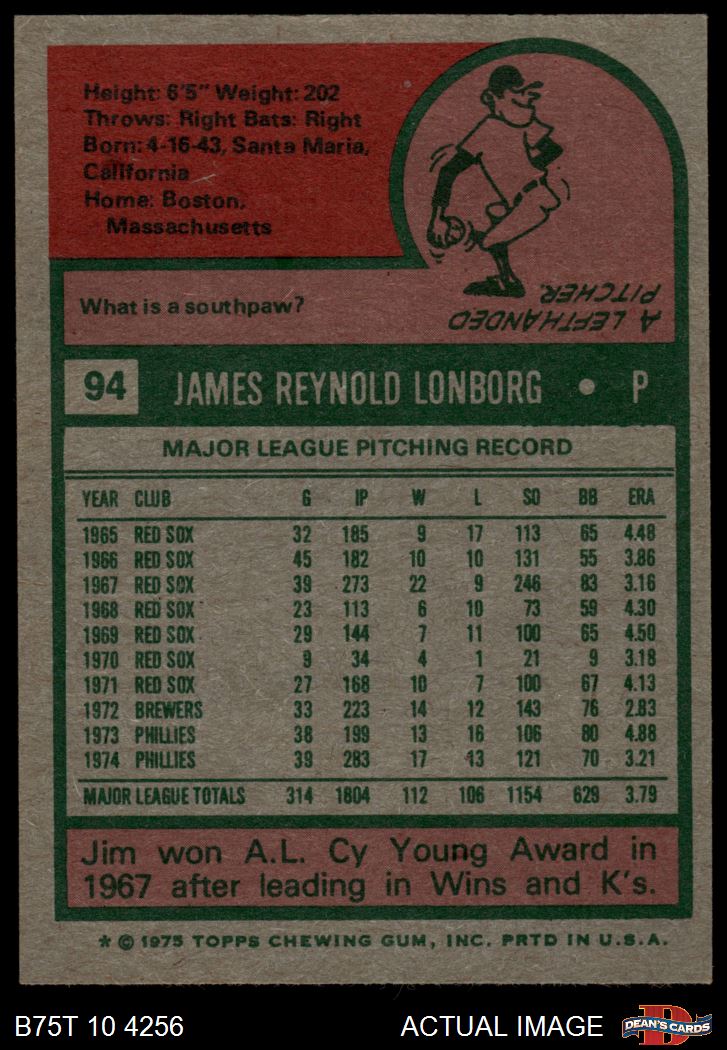 Height: 6'5" Weight: 202
Throws: Right Bats: Right
Born: 4-16-43, Santa Maria,
California
Home: Boston,
Massachusetts
What is a southpaw?
A LEFTHANDED
PITCHER.
94 JAMES REYNOLD LONBORG • P
MAJOR LEAGUE PITCHING RECORD
YEAR CLUB G IP W L SO BB ERA
1965 RED SOX 32 185 9 17 113 65 4.48
1966 RED SOX 45 182 10 10 131 55 3.86
1967 RED SOX 39 273 22 9 246 83 3.16
1968 RED SOX 23 113 6 10 73 59 4.30
1969 RED SOX 29 144 7 11 100 65 4.50
1970 RED SOX 9 34 4 1 21 9 3.18
1971 RED SOX 27 168 10 7 100 67 4.13
1972 BREWERS 33 223 14 12 143 76 2.83
1973 PHILLIES 38 199 13 16 106 80 4.88
1974 PHILLIES 39 283 17 13 121 70 3.21
MAJOR LEAGUE TOTALS 314 1804 112 106 1154 629 3.79
Jim won A.L. Cy Young Award in
1967 after leading in Wins and K's.
* © 1975 TOPPS CHEWING GUM, INC. PRTD IN U.S.A.
B75T 10 4256 ACTUAL IMAGE DEAN'S CARDS